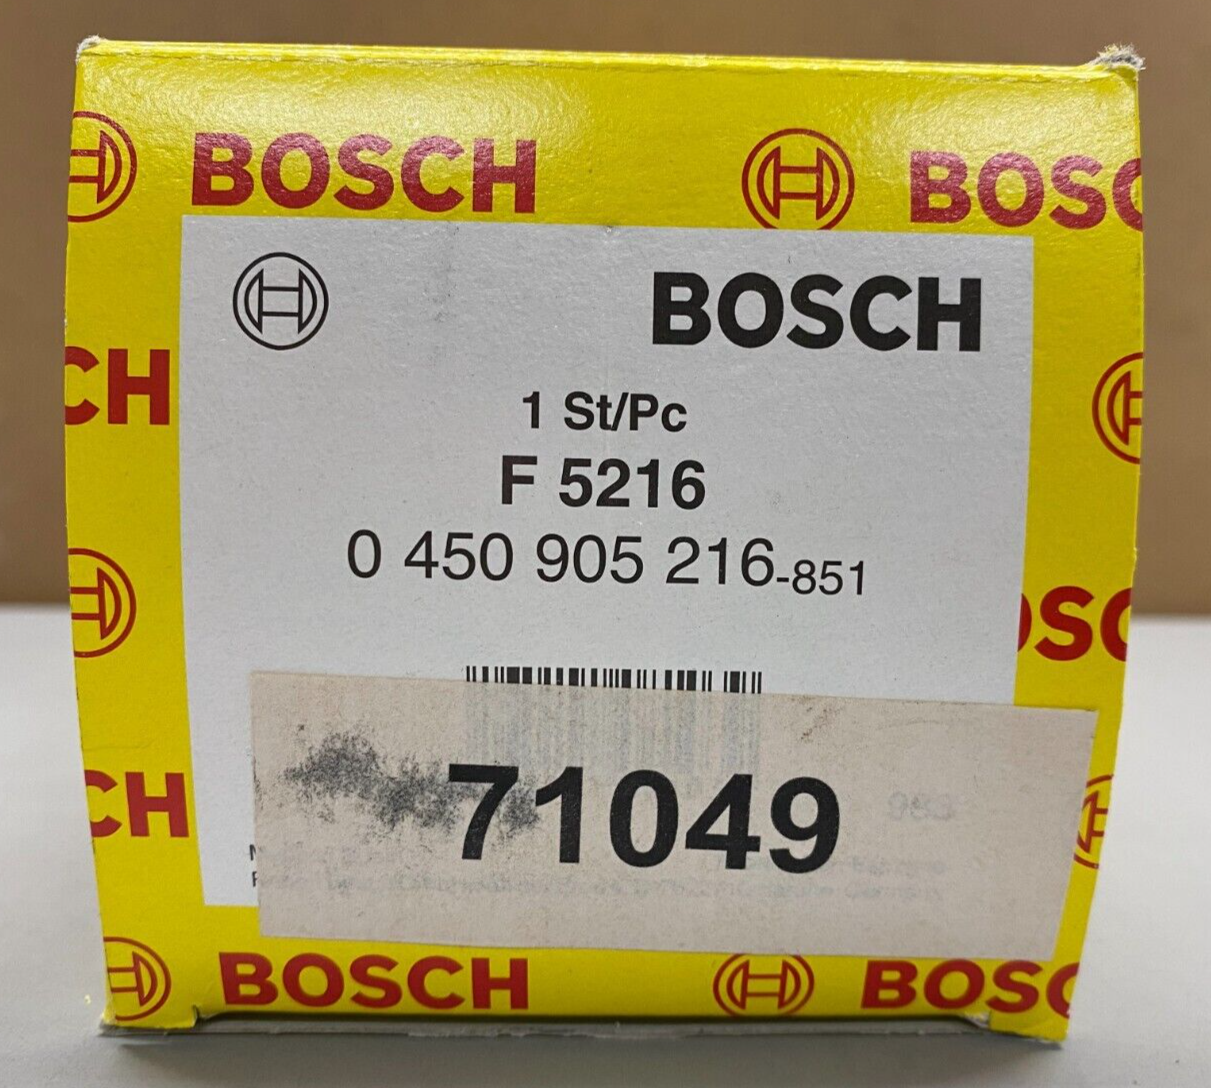 BOSCH BOSC
BOSCH
CH
1 St/Pc
F 5216
0 450 905 216-851
OSC
71049
CH
BOSCH BOSC